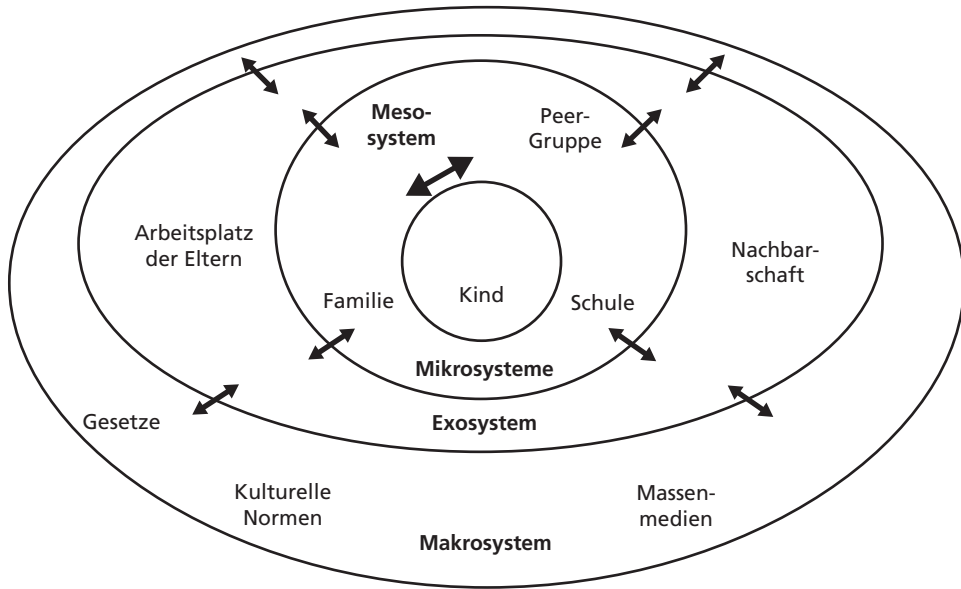 Meso-
system
Peer-
Gruppe
Arbeitsplatz
der Eltern
Nachbar-
schaft
Familie
Kind
Schule
Mikrosysteme
Gesetze
Exosystem
Kulturelle
Normen
Massen-
medien
Makrosystem